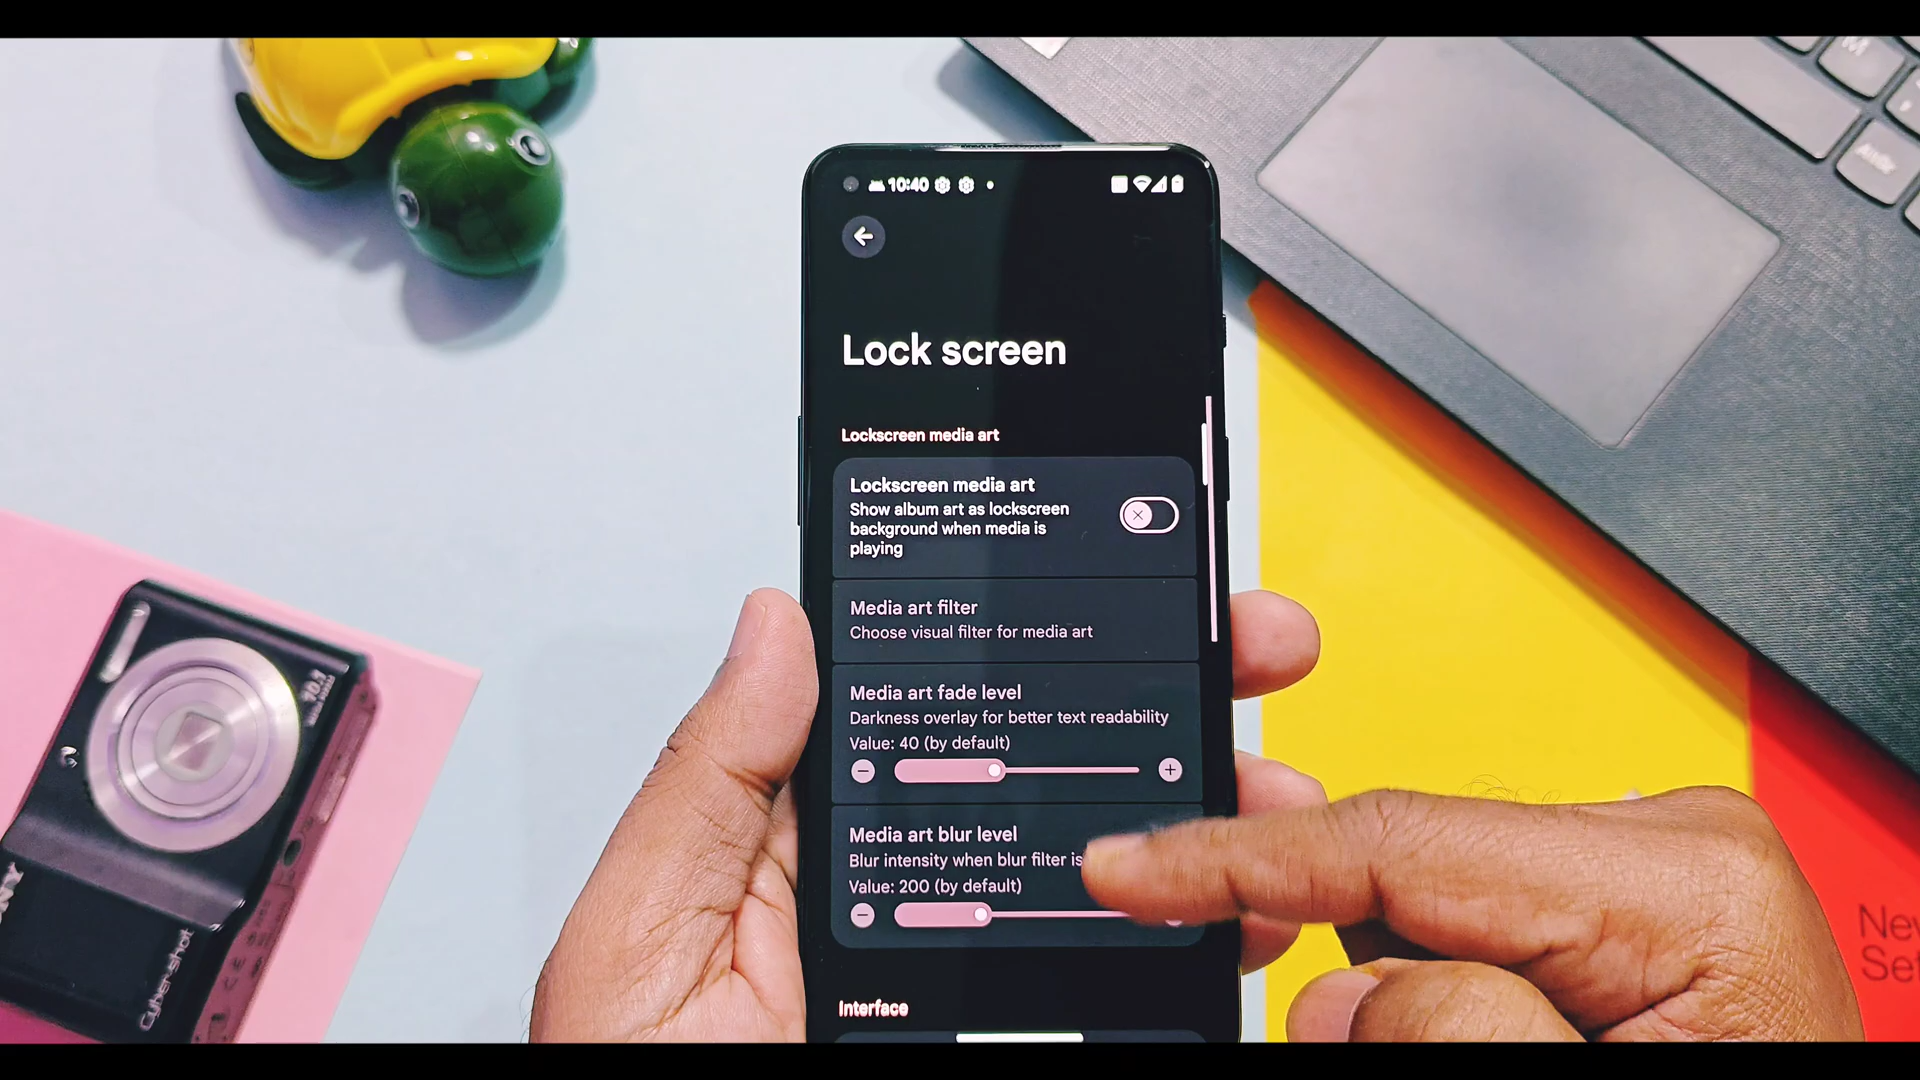 10:40
Lock screen
Lockscreen media art
Lockscreen media art
Show album art as lockscreen
background when media is
playing
Media art filter
Choose visual filter for media art
Media art fade level
Darkness overlay for better text readability
Value: 40 (by default)
Media art blur level
Blur intensity when blur filter is
Value: 200 (by default)
Interface
Cyber-shot
M
AltGr